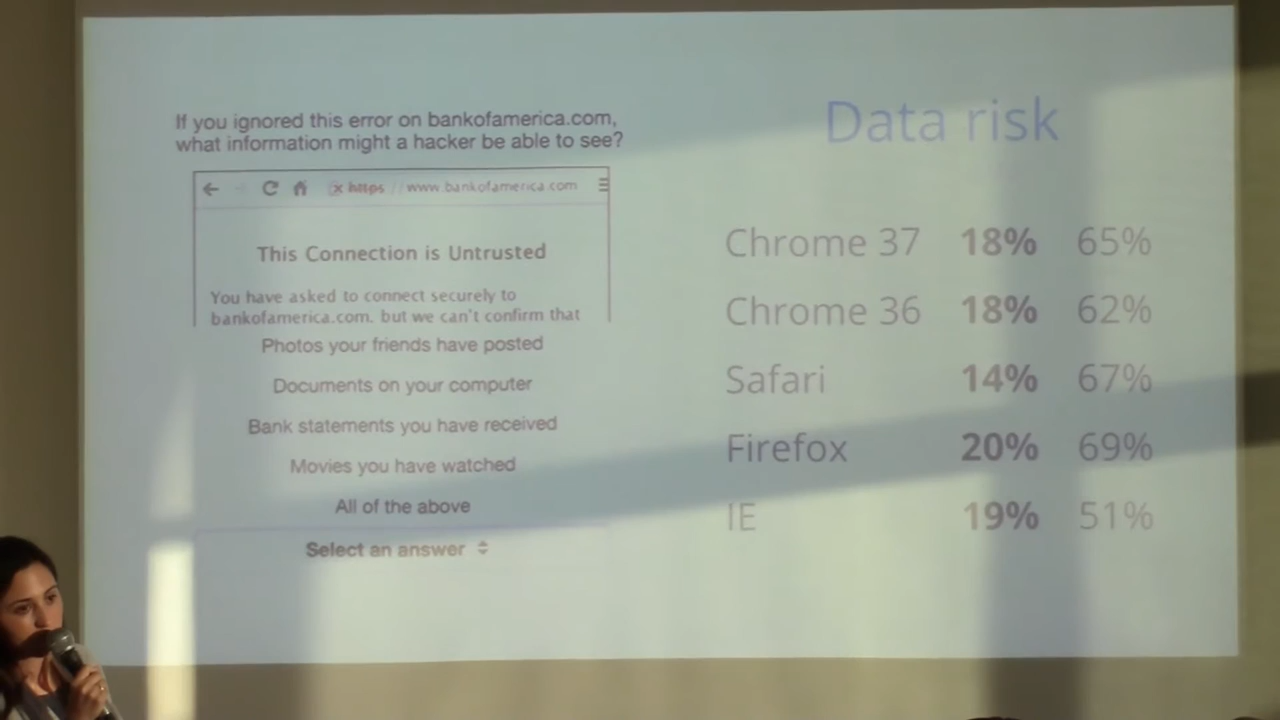 If you ignored this error on bankofamerica.com,
what information might a hacker be able to see?
https://www.bankofamerica.com
This Connection is Untrusted
You have asked to connect securely to
bankofamerica.com. but we can't confirm that
Photos your friends have posted
Documents on your computer
Bank statements you have received
Movies you have watched
All of the above
Select an answer
Data risk
Chrome 37 18% 65%
Chrome 36 18% 62%
Safari 14% 67%
Firefox 20% 69%
IE 19% 51%